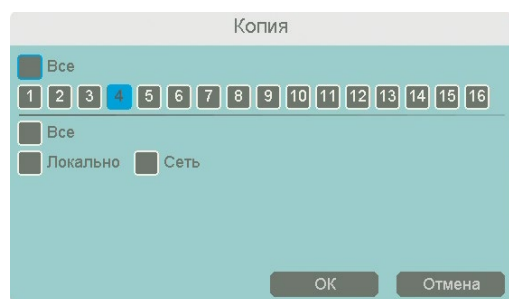 Копия
Все
1 2 3 4 5 6 7 8 9 10 11 12 13 14 15 16
Все
Локально Сеть
ОК Отмена